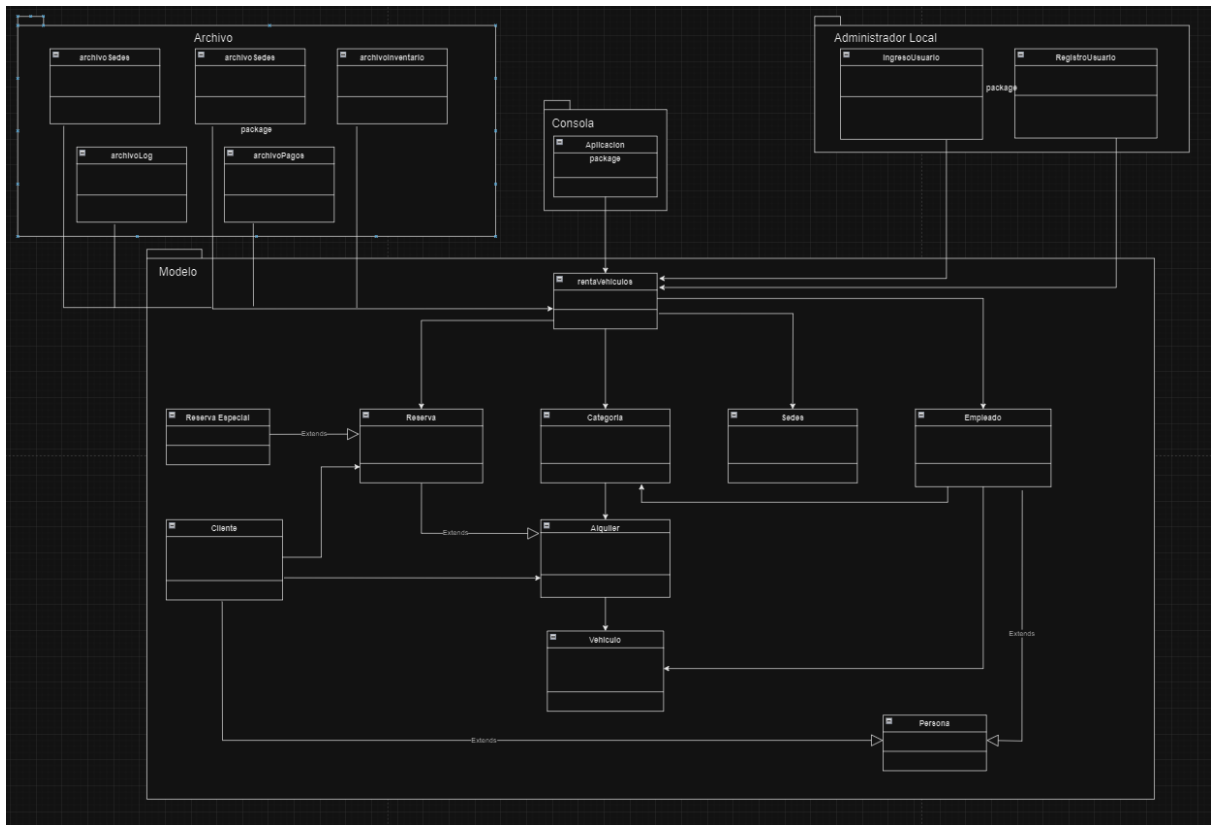 Archivo
archivoSedes
archivoSedes
archivoInventario
package
archivoLog
archivoPagos
Consola
Aplicacion
package
Administrador Local
IngresoUsuario
RegistroUsuario
package
Modelo
rentaVehiculos
Reserva Especial
Extends
Reserva
Categoria
Sedes
Empleado
Cliente
Extends
Alquiler
Vehiculo
Extends
Persona
Extends